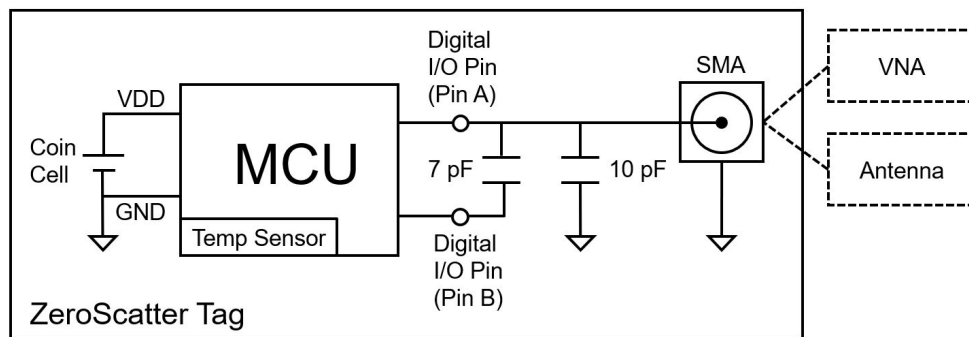 Digital
I/O Pin
(Pin A)
SMA
VNA
VDD
Coin
Cell
MCU
7 pF
10 pF
Antenna
GND
Temp Sensor
Digital
I/O Pin
(Pin B)
ZeroScatter Tag